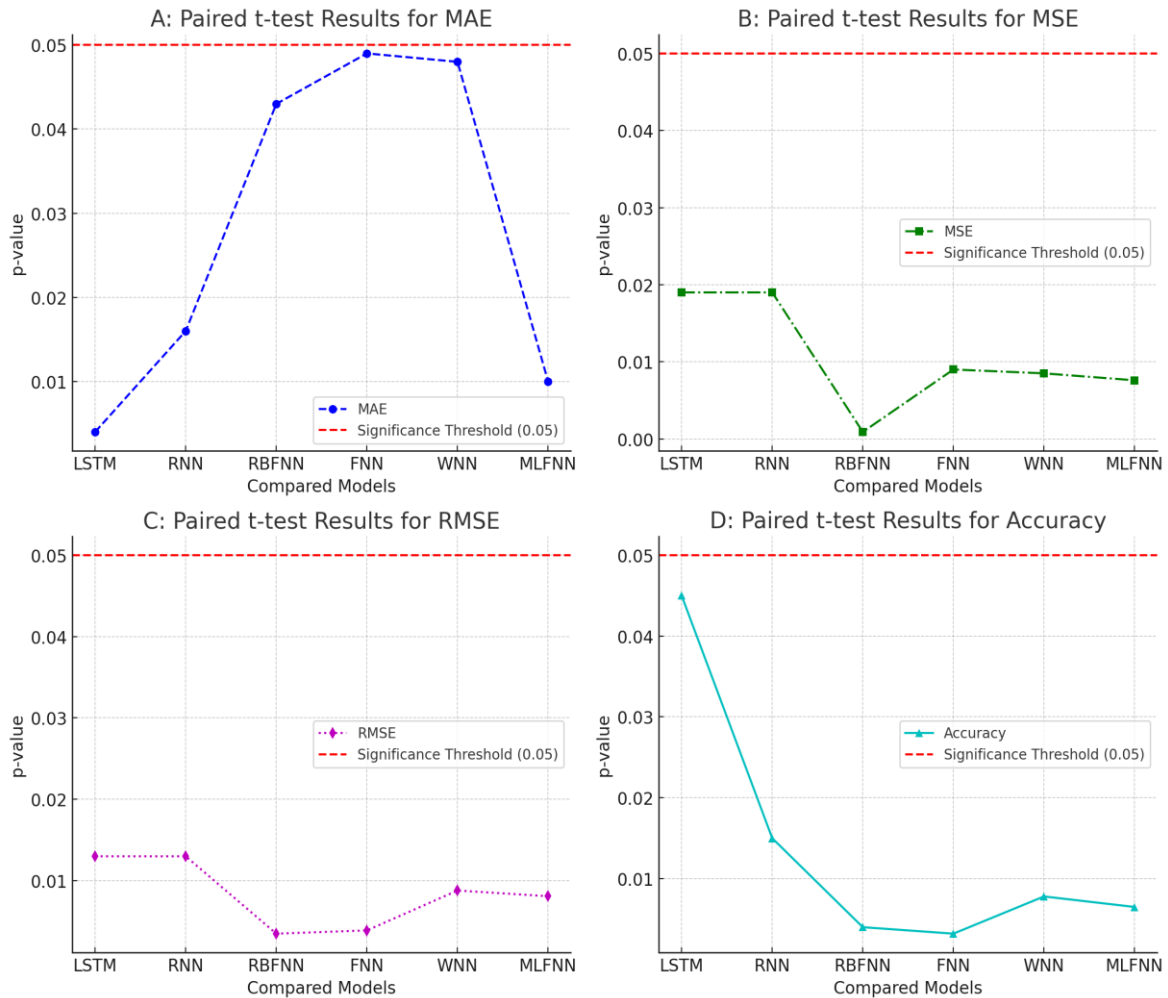 A: Paired t-test Results for MAE
p-value
0.05
0.04
0.03
0.02
0.01
MAE
Significance Threshold (0.05)
LSTM RNN RBFNN FNN WNN MLFNN
Compared Models
B: Paired t-test Results for MSE
p-value
0.05
0.04
0.03
0.02
0.01
0.00
MSE
Significance Threshold (0.05)
LSTM RNN RBFNN FNN WNN MLFNN
Compared Models
C: Paired t-test Results for RMSE
p-value
0.05
0.04
0.03
0.02
0.01
RMSE
Significance Threshold (0.05)
LSTM RNN RBFNN FNN WNN MLFNN
Compared Models
D: Paired t-test Results for Accuracy
p-value
0.05
0.04
0.03
0.02
0.01
Accuracy
Significance Threshold (0.05)
LSTM RNN RBFNN FNN WNN MLFNN
Compared Models